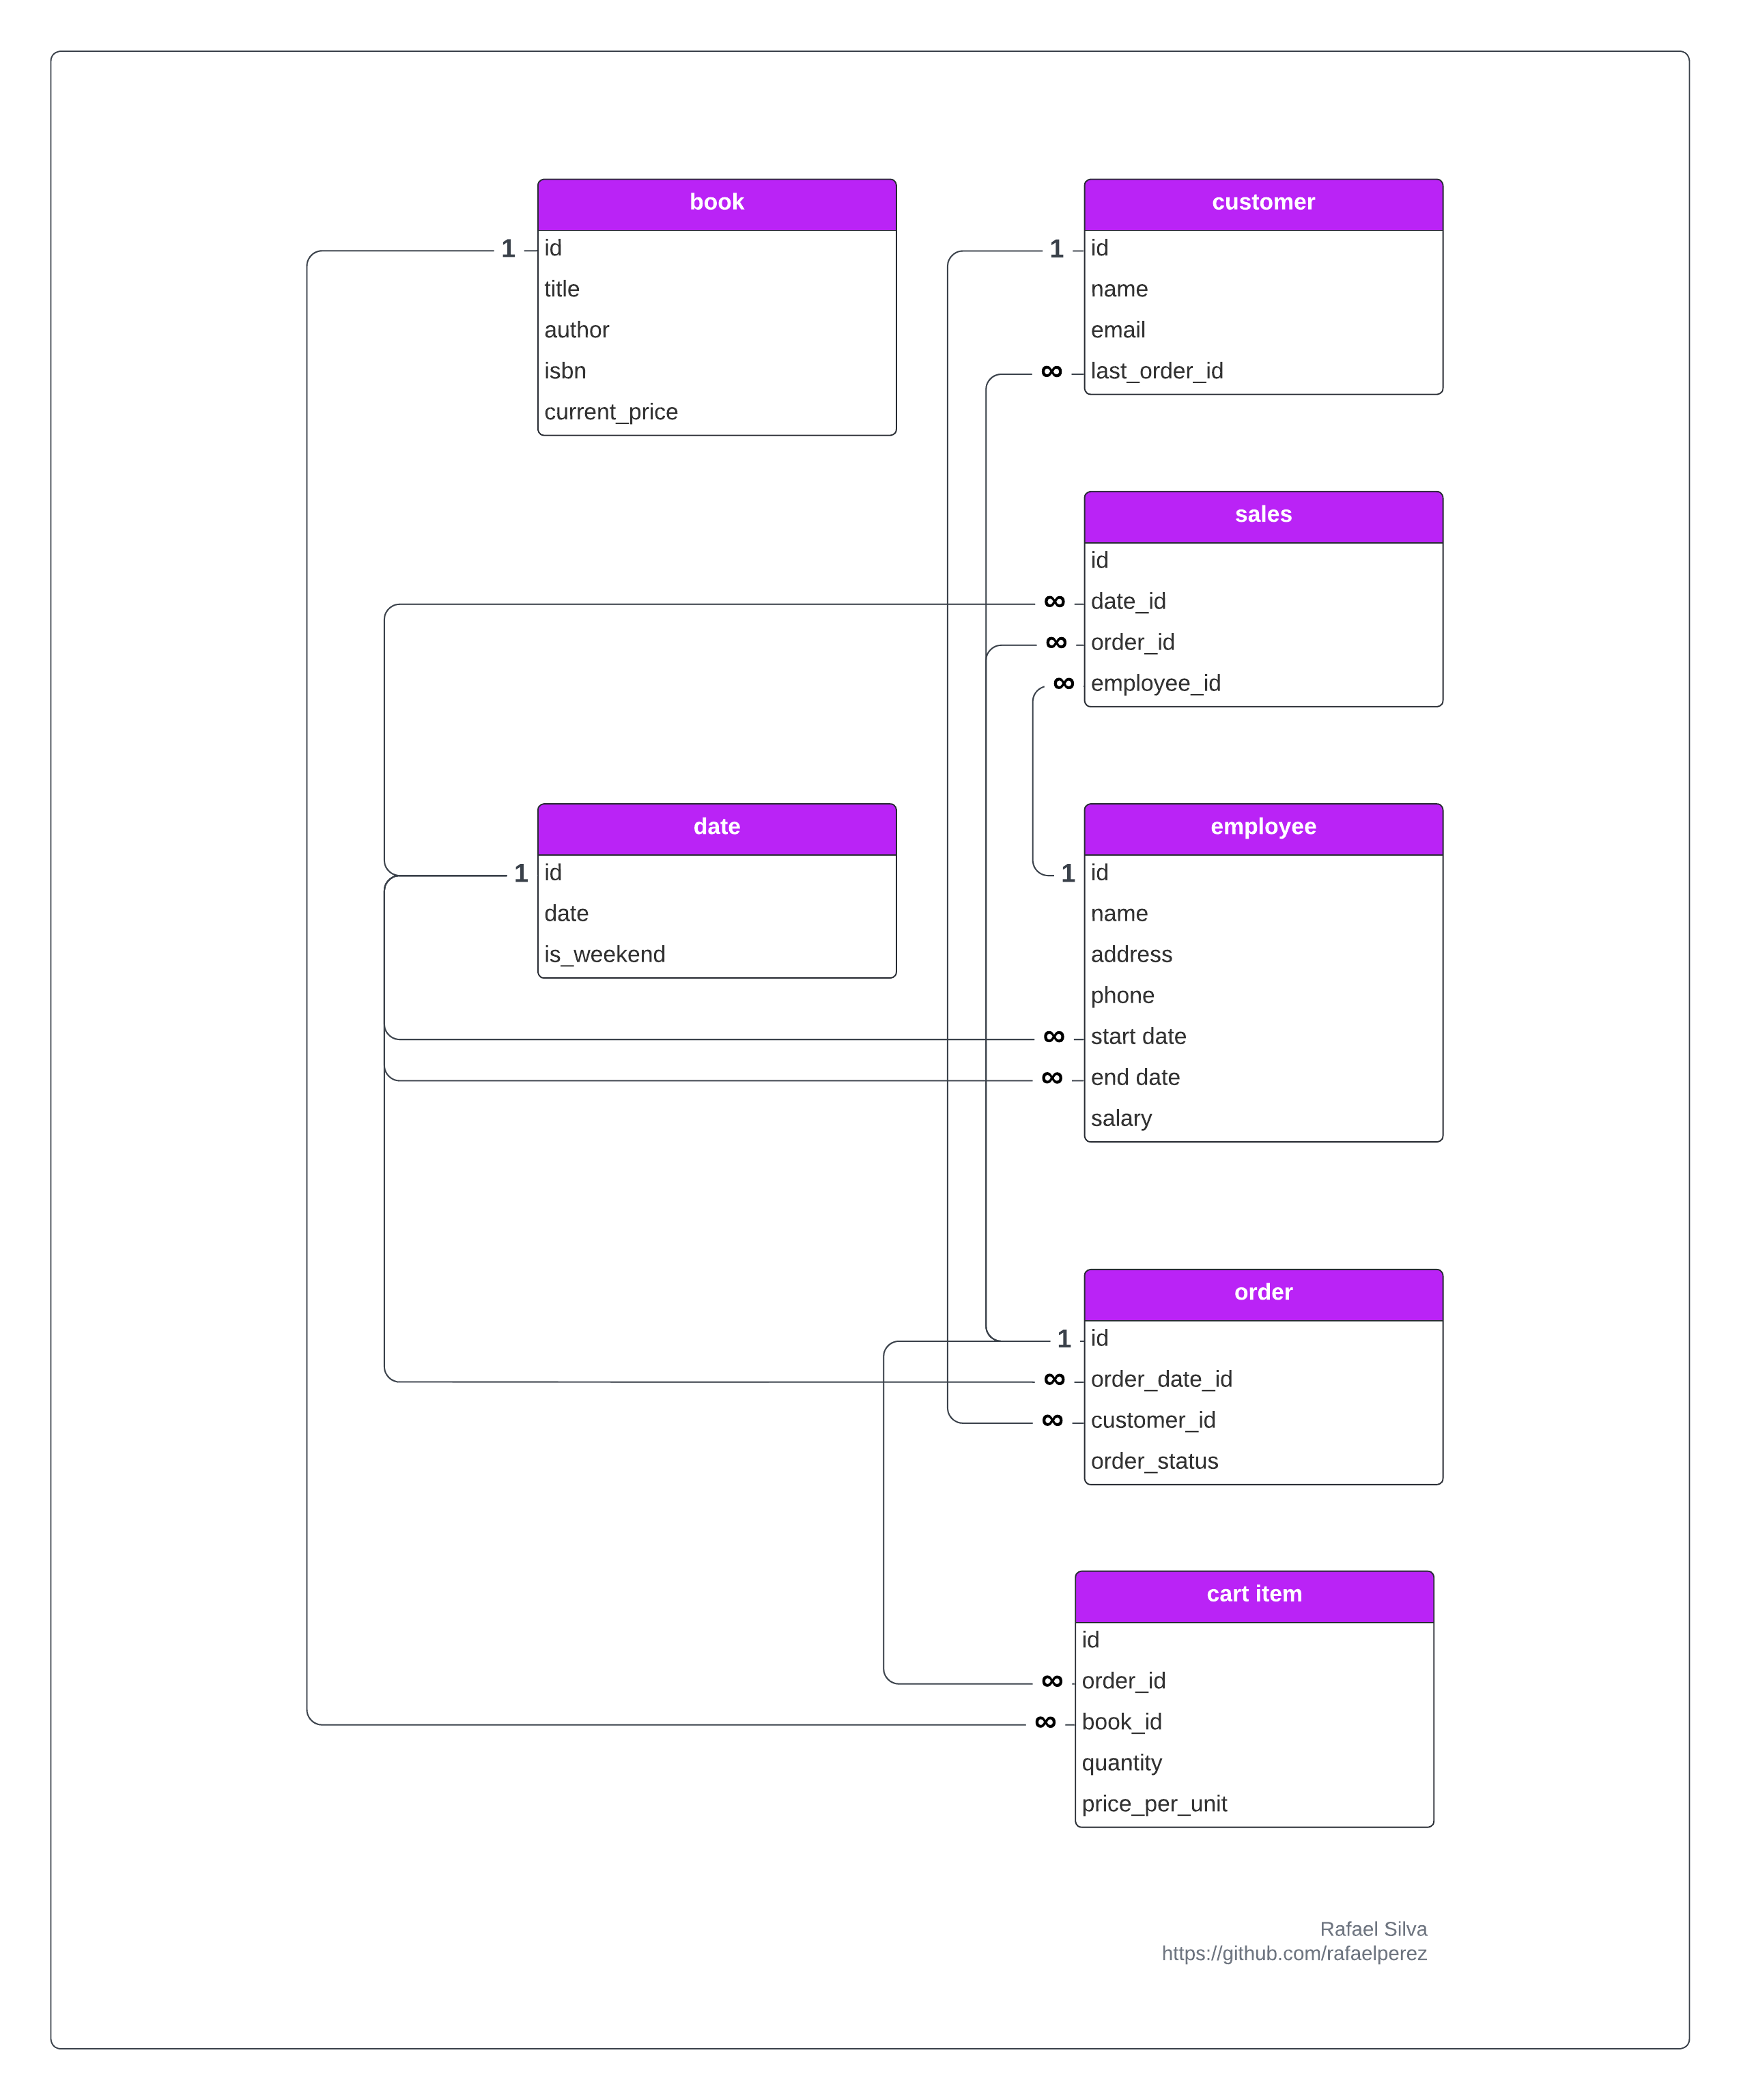 book
1
id
title
author
isbn
current_price
customer
1
id
name
email
∞
last_order_id
sales
id
∞
date_id
∞
order_id
∞
employee_id
date
1
id
date
is_weekend
employee
1
id
name
address
phone
∞
start date
∞
end date
salary
order
1
id
∞
order_date_id
∞
customer_id
order_status
cart item
id
∞
order_id
∞
book_id
quantity
price_per_unit
Rafael Silva
https://github.com/rafaelperez